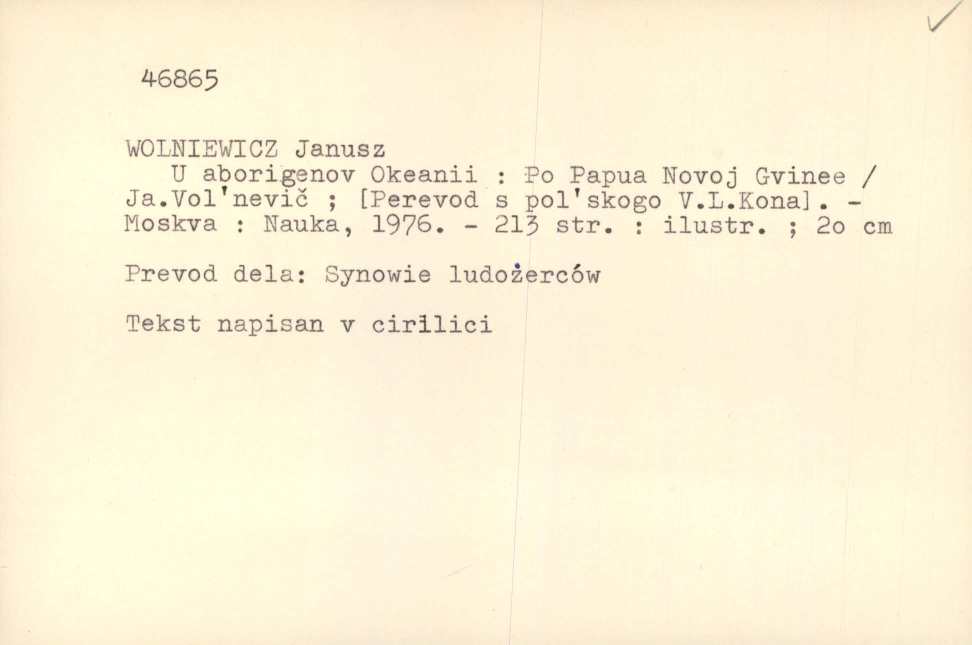 46865
WOLNIEWICZ Janusz
U aborigenov Okeanii : Po Papua Novoj Gvinee /
Ja.Vol'nevič ; [Perevod s pol'skogo V.L.Kona]. -
Moskva : Nauka, 1976. - 213 str. : ilustr. ; 2o cm
Prevod dela: Synowie ludożerców
Tekst napisan v cirilici